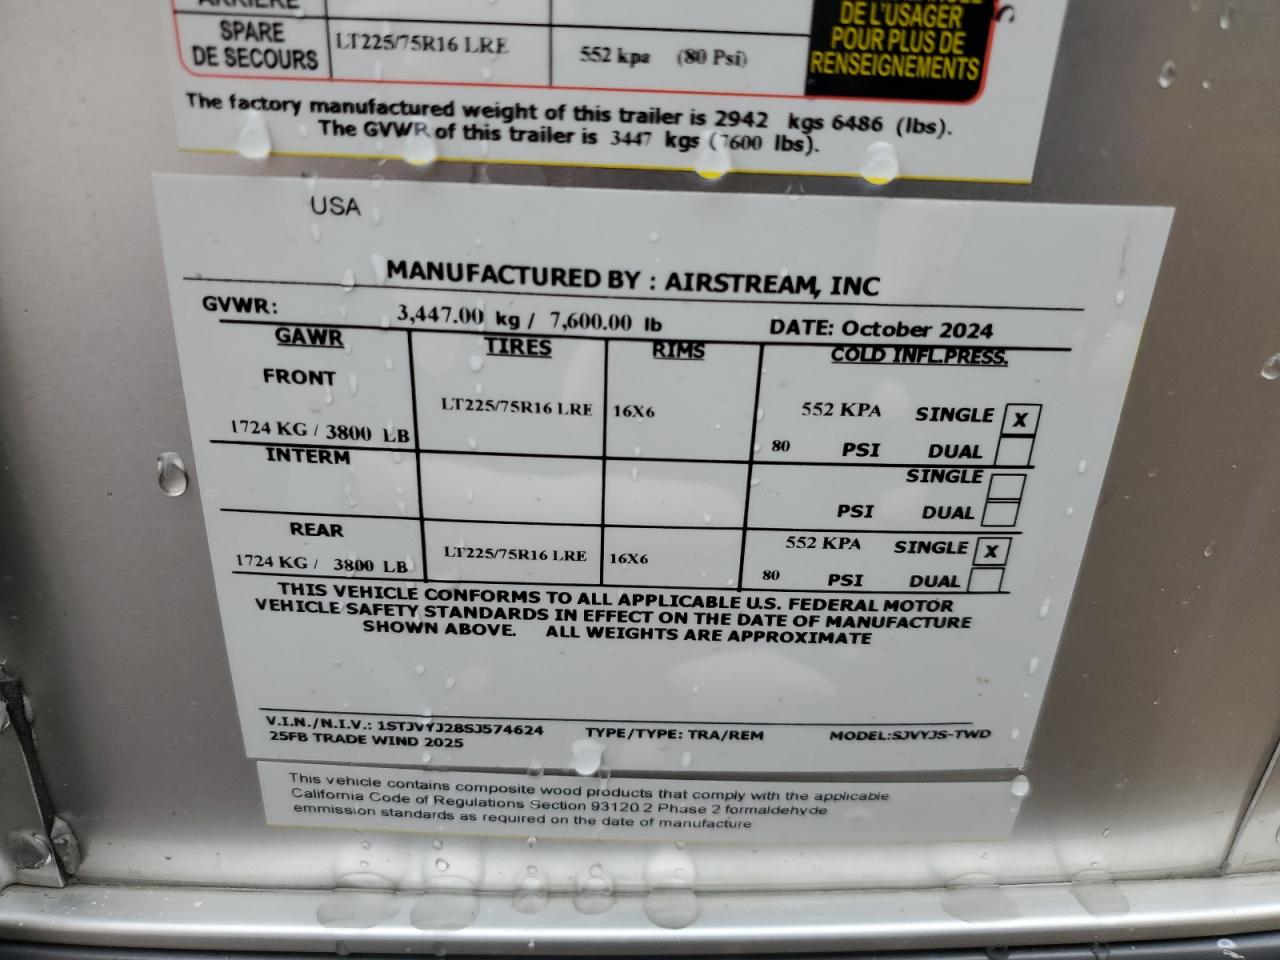 ARRIÈRE
SPARE
DE SECOURS
LT225/75R16 LRE
552 kpa (80 Psi)
DE L'USAGER
POUR PLUS DE
RENSEIGNEMENTS
The factory manufactured weight of this trailer is 2942 kgs 6486 (lbs).
The GVWR of this trailer is 3447 kgs (7600 lbs).
USA
MANUFACTURED BY : AIRSTREAM, INC
GVWR: 3,447.00 kg / 7,600.00 lb DATE: October 2024
GAWR TIRES RIMS COLD INFL.PRESS.
FRONT
1724 KG / 3800 LB LT225/75R16 LRE 16X6 552 KPA SINGLE X
80 PSI DUAL
INTERM SINGLE
PSI DUAL
REAR
1724 KG / 3800 LB LT225/75R16 LRE 16X6 552 KPA SINGLE X
80 PSI DUAL
THIS VEHICLE CONFORMS TO ALL APPLICABLE U.S. FEDERAL MOTOR
VEHICLE SAFETY STANDARDS IN EFFECT ON THE DATE OF MANUFACTURE
SHOWN ABOVE. ALL WEIGHTS ARE APPROXIMATE
V.I.N./N.I.V.: 1STJVYJ28SJ574624 TYPE/TYPE: TRA/REM MODEL:SJVYJS-TWD
25FB TRADE WIND 2025
This vehicle contains composite wood products that comply with the applicable
California Code of Regulations Section 93120.2 Phase 2 formaldehyde
emmission standards as required on the date of manufacture